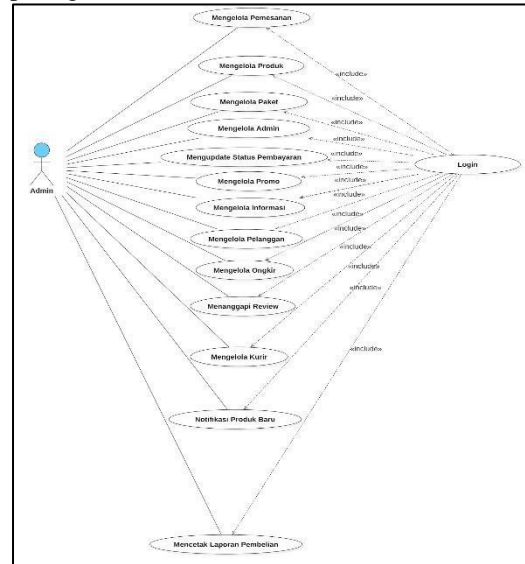 Mengelola Pemesanan
«include»
Mengelola Produk
«include»
Mengelola Paket
«include»
Mengelola Admin
«include»
Mengupdate Status Pembayaran
«include»
Login
Admin
Mengelola Promo
«include»
Mengelola Informasi
«include»
Mengelola Pelanggan
«include»
«include»
Mengelola Ongkir
«include»
«include»
Menanggapi Review
Mengelola Kurir
«include»
Notifikasi Produk Baru
Mencetak Laporan Pembelian